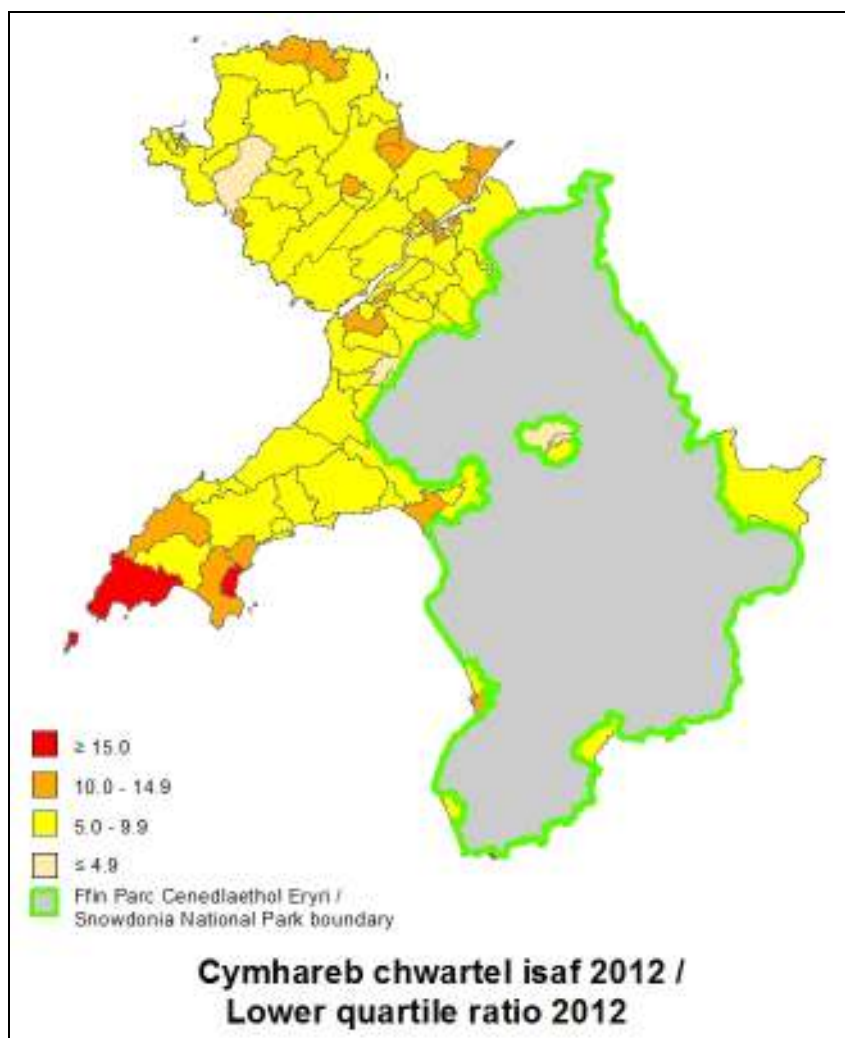 ≥ 15.0
10.0 - 14.9
5.0 - 9.9
≤ 4.9
Ffin Parc Cenedlaethol Eryri /
Snowdonia National Park boundary
Cymhareb chwartel isaf 2012 /
Lower quartile ratio 2012